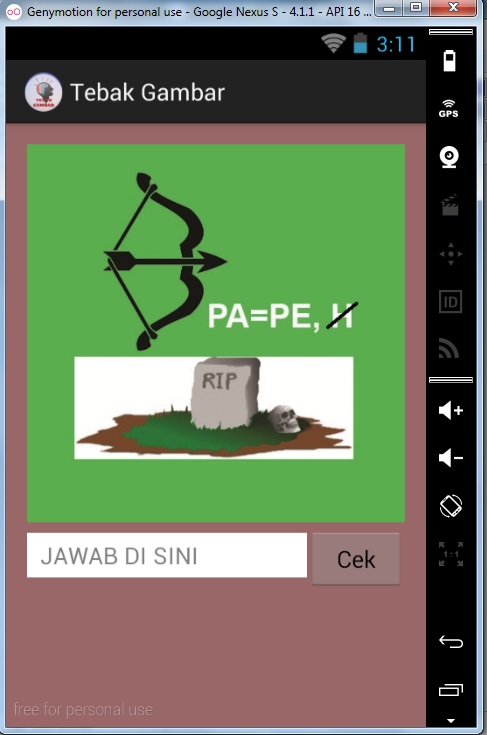 Genymotion for personal use - Google Nexus S - 4.1.1 - API 16 ...
3:11
GPS
Tebak Gambar
ID
PA=PE, H
RIP
1:1
JAWAB DI SINI
Cek
free for personal use